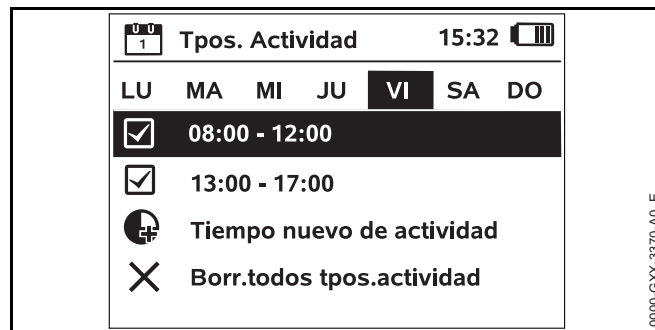 1 Tpos. Actividad 15:32
LU MA MI JU VI SA DO
08:00 - 12:00
13:00 - 17:00
Tiempo nuevo de actividad
Borr.todos tpos.actividad